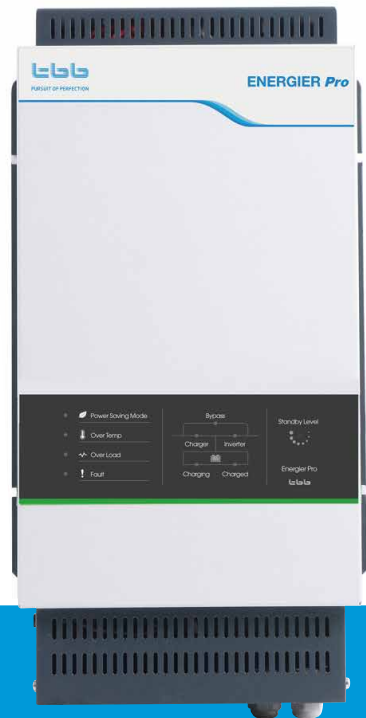 tbb
PURSUIT OF PERFECTION
ENERGIER Pro
Power Saving Mode
Over Temp
Over Load
Fault
Bypass
Charger Inverter
Charging Charged
Standby Level
Energier Pro
tbb